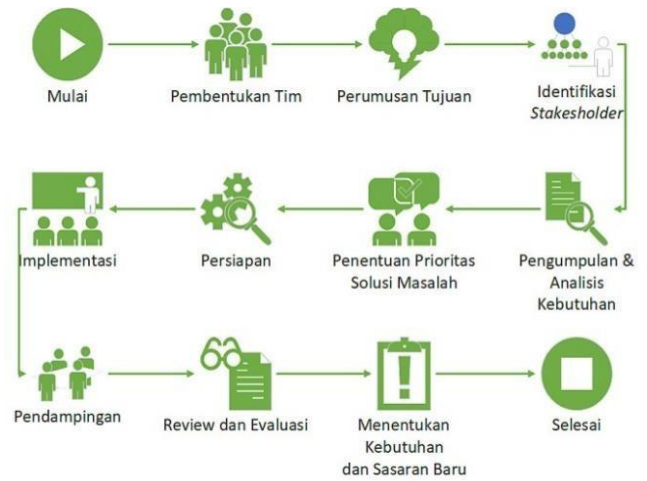 Mulai
Pembentukan Tim
Perumusan Tujuan
Identifikasi
Stakesholder
Implementasi
Persiapan
Penentuan Prioritas
Solusi Masalah
Pengumpulan &
Analisis
Kebutuhan
Pendampingan
Review dan Evaluasi
Menentukan
Kebutuhan
dan Sasaran Baru
Selesai